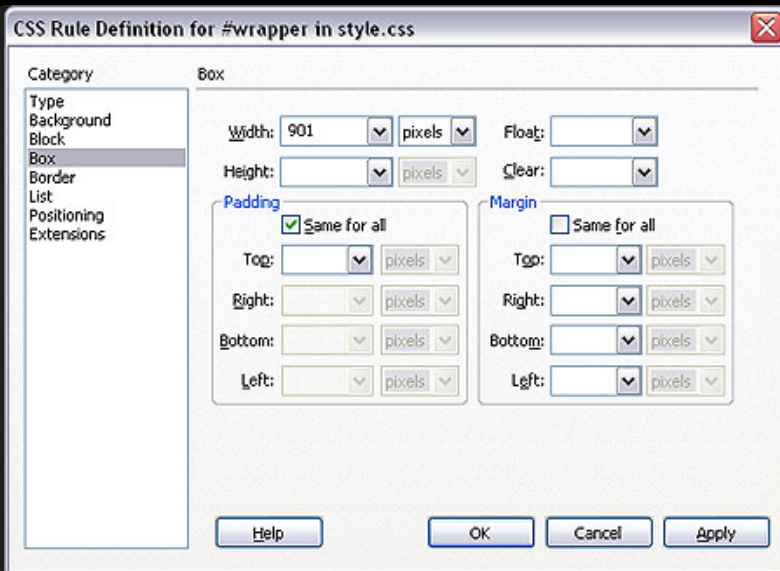 CSS Rule Definition for #wrapper in style.css
Category
Box
Type
Background
Block
Box
Border
List
Positioning
Extensions
Width: 901 pixels Float:
Height: pixels Clear:
Padding
Same for all
Top: pixels
Right: pixels
Bottom: pixels
Left: pixels
Margin
Same for all
Top: pixels
Right: pixels
Bottom: pixels
Left: pixels
Help OK Cancel Apply